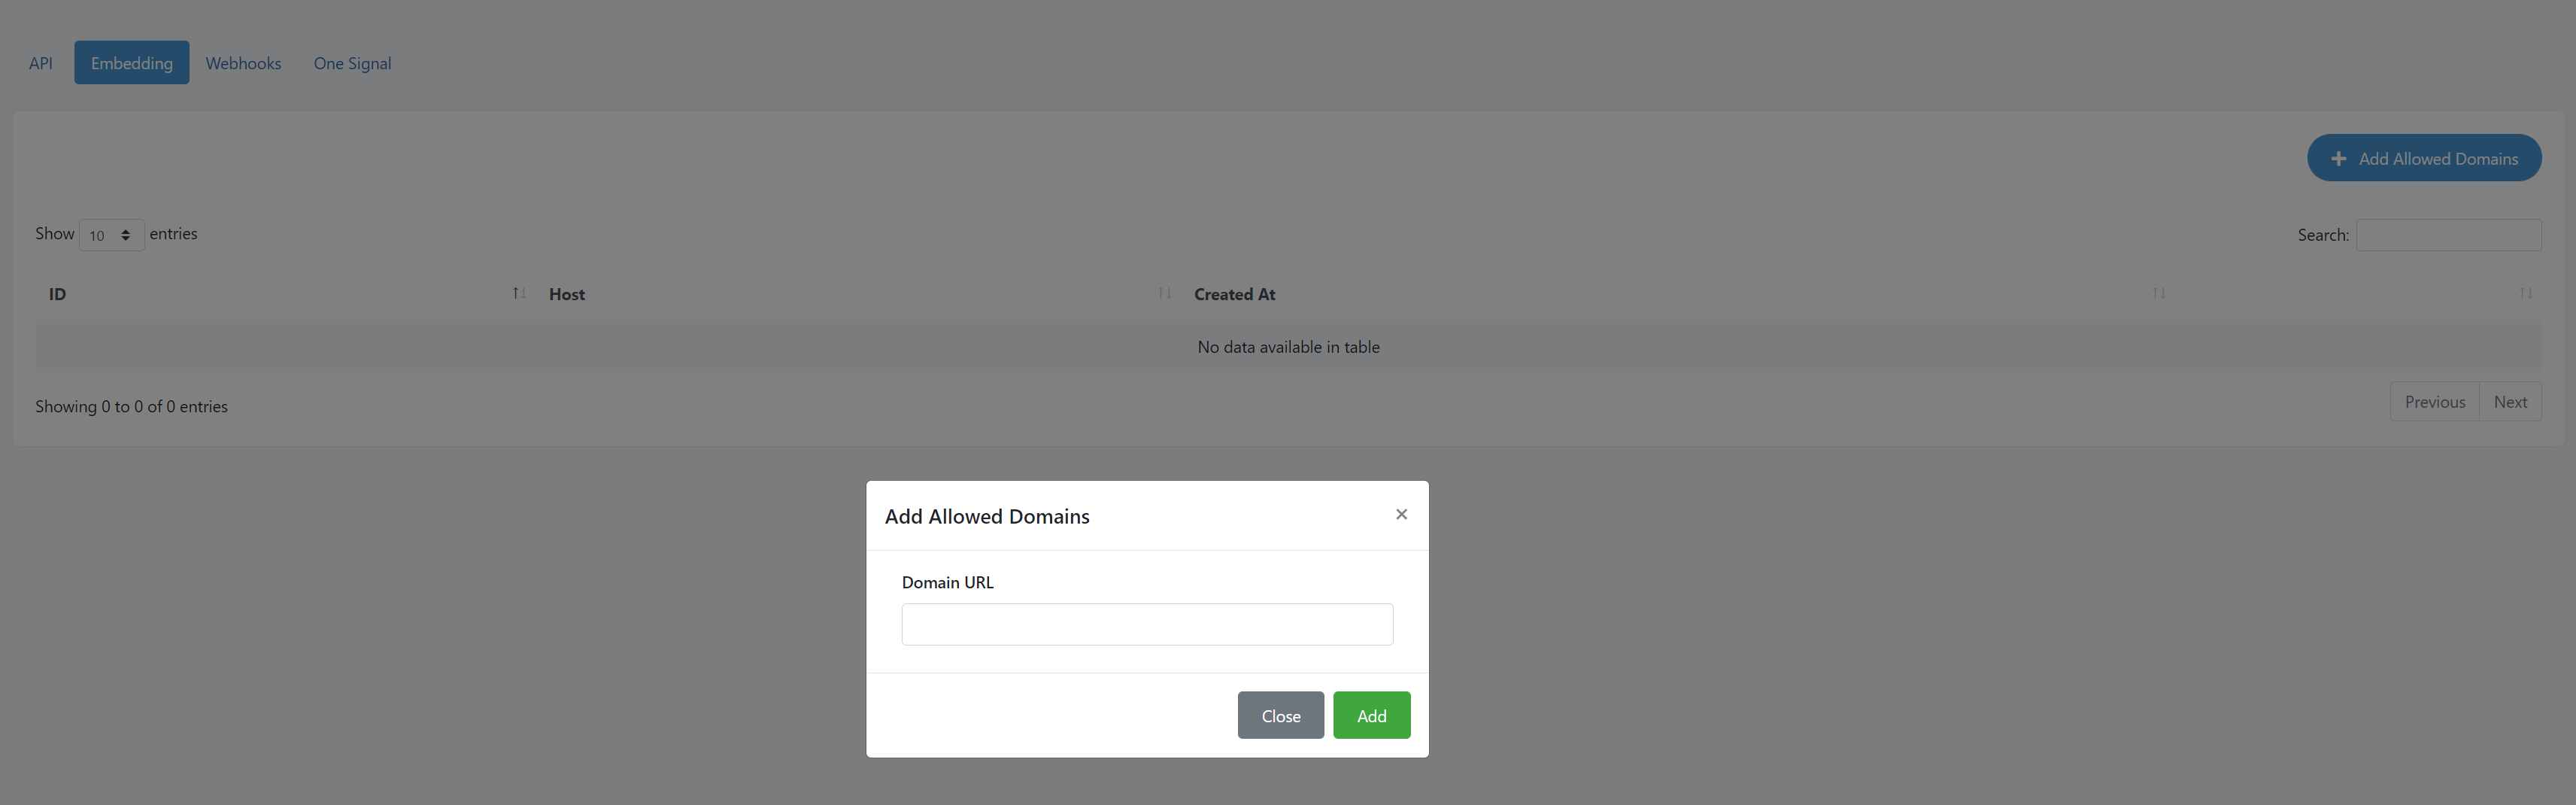 API Embedding Webhooks One Signal
Add Allowed Domains
Show 10 entries Search:
ID Host Created At
No data available in table
Showing 0 to 0 of 0 entries Previous Next
Add Allowed Domains ×
Domain URL
Close Add